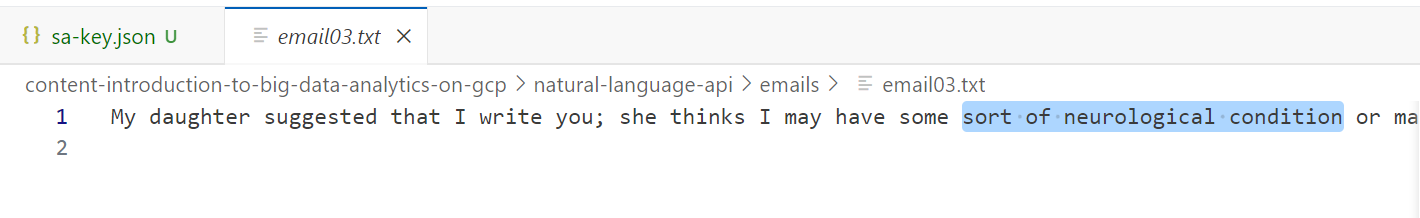 {} sa-key.json U email03.txt ×
content-introduction-to-big-data-analytics-on-gcp > natural-language-api > emails > email03.txt
1 My daughter suggested that I write you; she thinks I may have some sort of neurological condition or ma
2